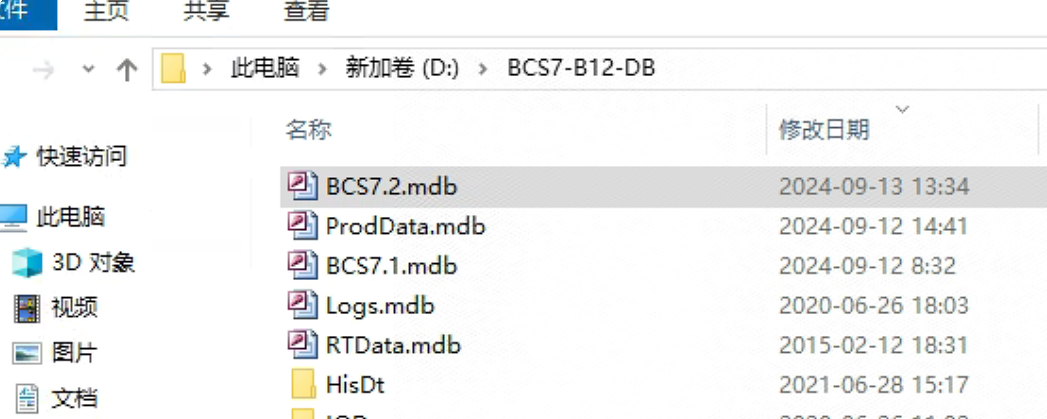 文件 主页 共享 查看
此电脑 › 新加卷 (D:) › BCS7-B12-DB
名称 修改日期
快速访问
此电脑
3D 对象
视频
图片
文档
BCS7.2.mdb 2024-09-13 13:34
ProdData.mdb 2024-09-12 14:41
BCS7.1.mdb 2024-09-12 8:32
Logs.mdb 2020-06-26 18:03
RTData.mdb 2015-02-12 18:31
HisDt 2021-06-28 15:17